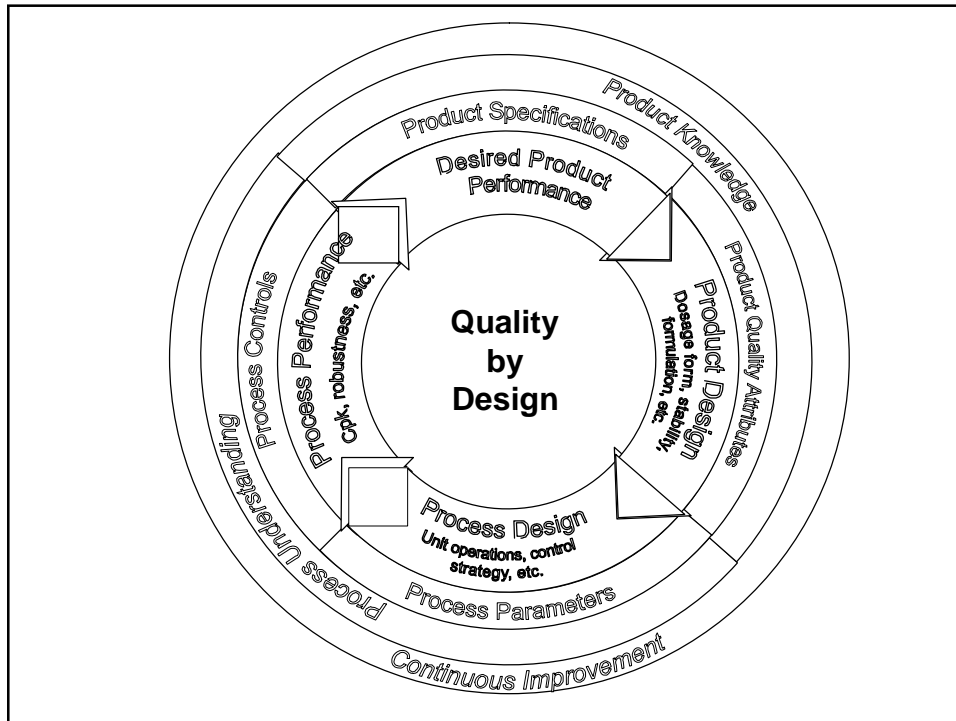 Product Knowledge
Product Specifications
Desired Product
Performance
Product Quality Attributes
Product Design
Dosage form, stability,
formulation, etc.
Quality
by
Design
Process Performance
Cpk, robustness, etc.
Process Controls
Process Understanding
Process Design
Unit operations, control
strategy, etc.
Process Parameters
Continuous Improvement